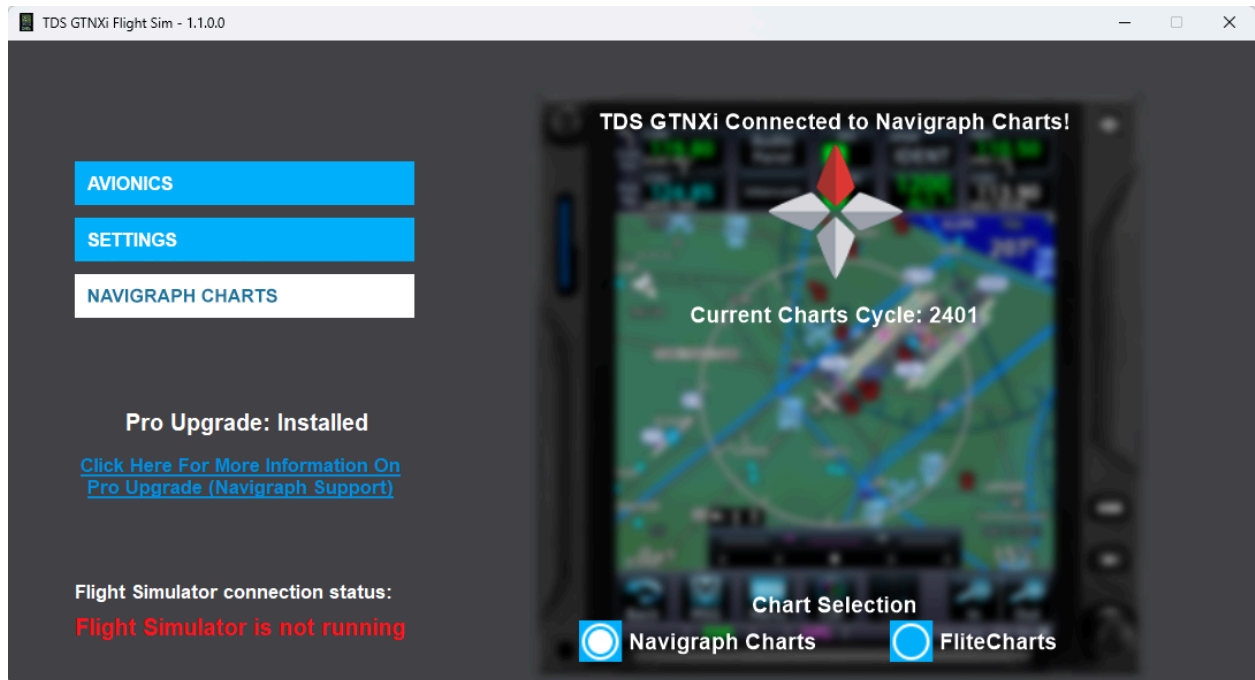 TDS GTNXi Flight Sim - 1.1.0.0
AVIONICS
SETTINGS
NAVIGRAPH CHARTS
Pro Upgrade: Installed
Click Here For More Information On
Pro Upgrade (Navigraph Support)
Flight Simulator connection status:
Flight Simulator is not running
TDS GTNXi Connected to Navigraph Charts!
IDENT
207°
Current Charts Cycle: 2401
Chart Selection
Navigraph Charts
FliteCharts